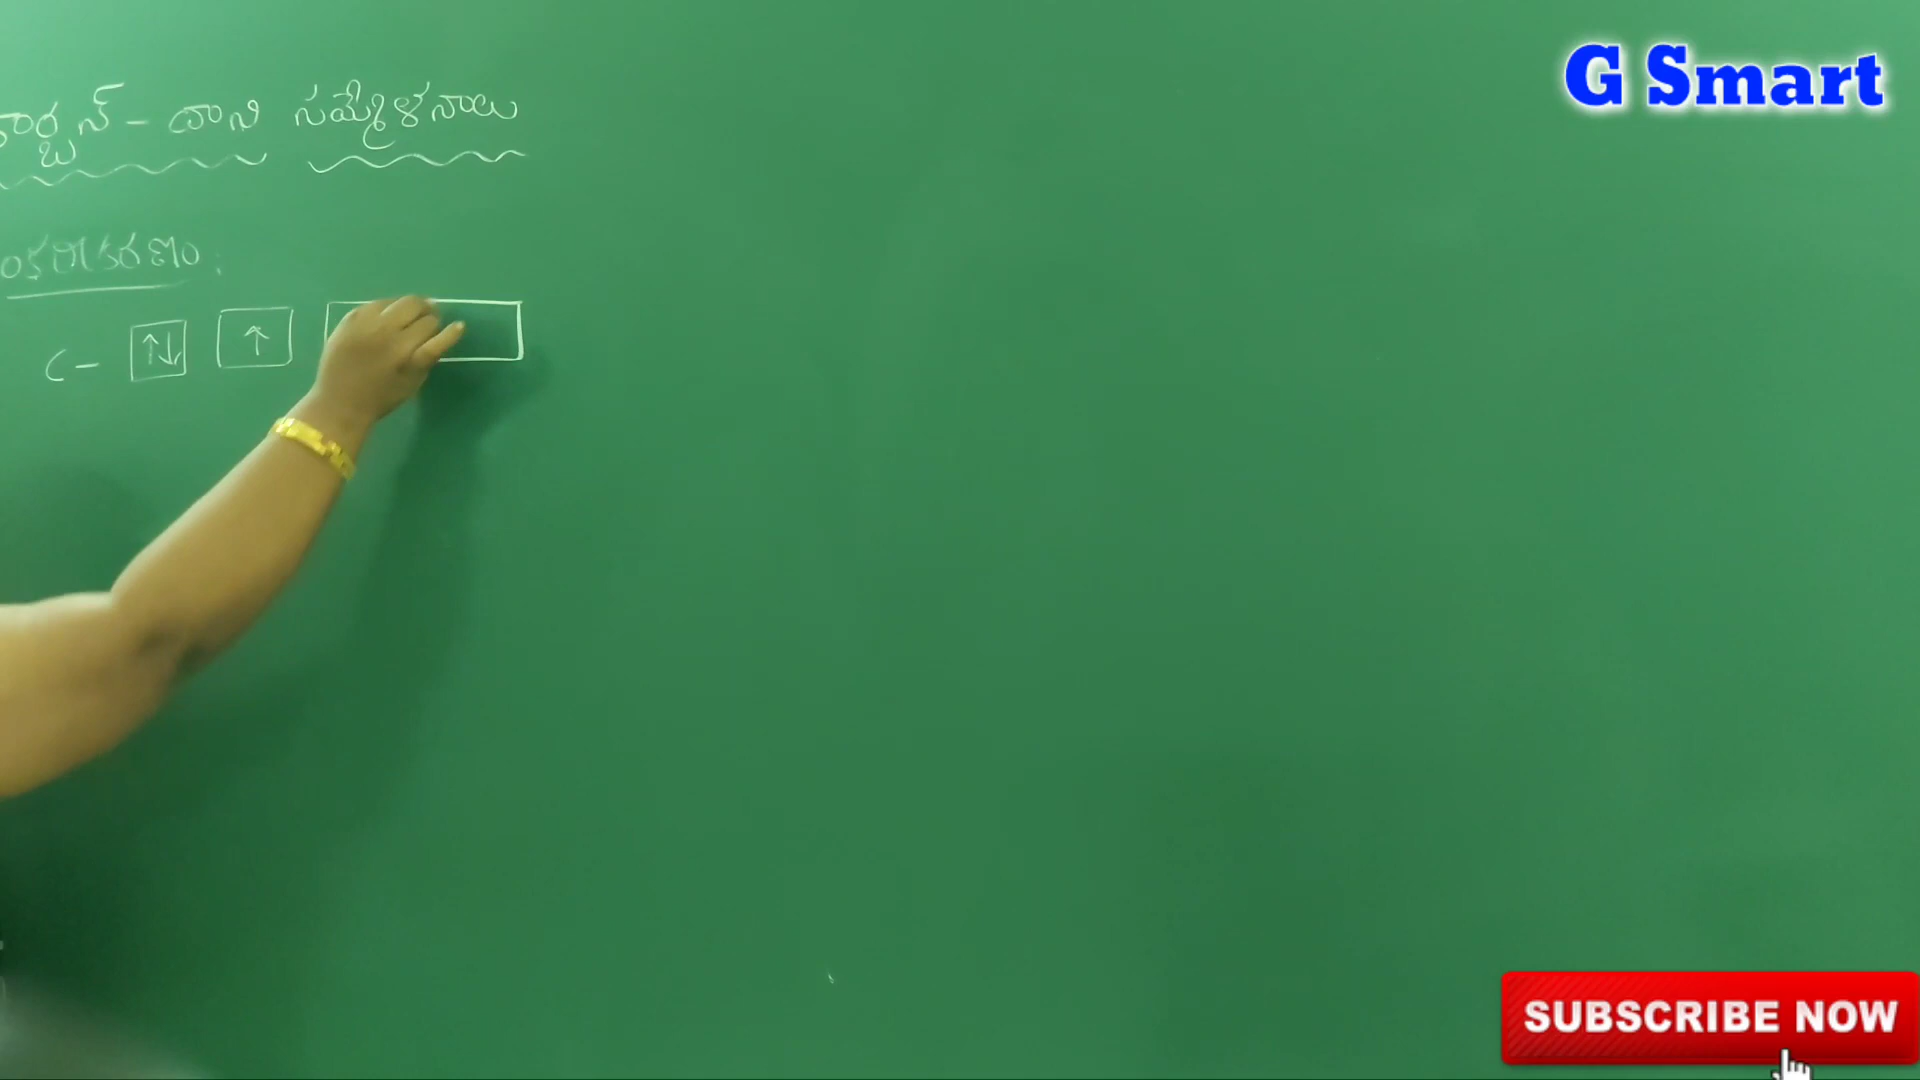 కార్బన్ - దాని సమ్మేళనాలు
G Smart
సంకరీకరణం :
C - ↑↓ ↑
SUBSCRIBE NOW